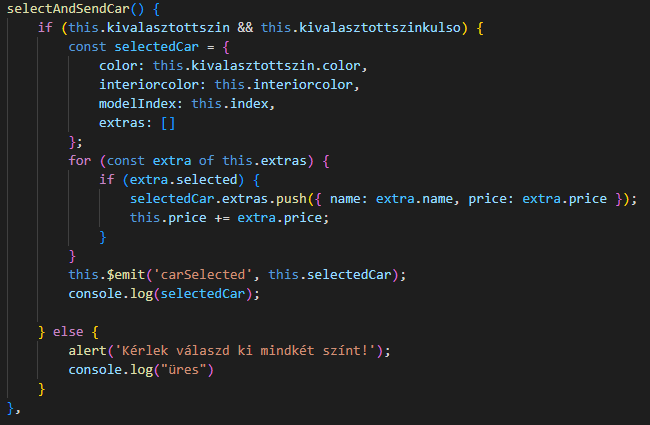 selectAndSendCar() {
    if (this.kivalasztottszin && this.kivalasztottszinkulso) {
        const selectedCar = {
            color: this.kivalasztottszin.color,
            interiorcolor: this.interiorcolor,
            modelIndex: this.index,
            extras: []
        };
        for (const extra of this.extras) {
            if (extra.selected) {
                selectedCar.extras.push({ name: extra.name, price: extra.price });
                this.price += extra.price;
            }
        }
        this.$emit('carSelected', this.selectedCar);
        console.log(selectedCar);

    } else {
        alert('Kérlek válaszd ki mindkét színt!');
        console.log("üres")
    }
},